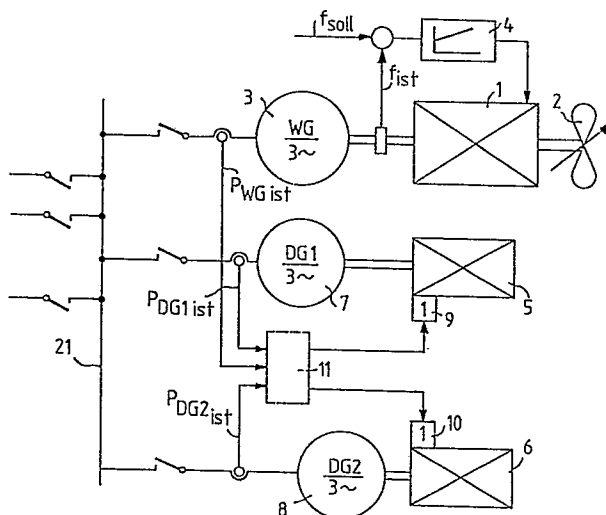 f_soll
4
f_ist
3
WG
3~
1
2
P_WG ist
DG1
3~
7
5
P_DG1 ist
1
9
21
11
P_DG2 ist
1
10
DG2
3~
8
6